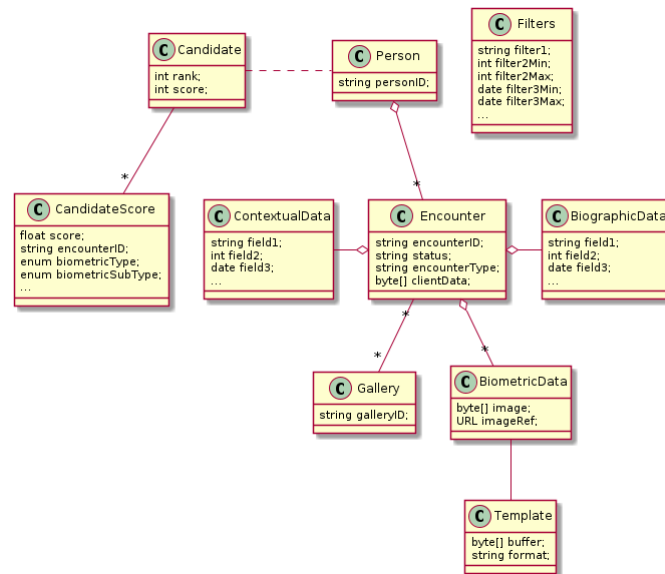 C Candidate
int rank;
int score;
C Person
string personID;
C Filters
string filter1;
int filter2Min;
int filter2Max;
date filter3Min;
date filter3Max;
...
*
*
C CandidateScore
float score;
string encounterID;
enum biometricType;
enum biometricSubType;
...
C ContextualData
string field1;
int field2;
date field3;
...
C Encounter
string encounterID;
string status;
string encounterType;
byte[] clientData;
C BiographicData
string field1;
int field2;
date field3;
...
*
*
*
C Gallery
string galleryID;
C BiometricData
byte[] image;
URL imageRef;
C Template
byte[] buffer;
string format;